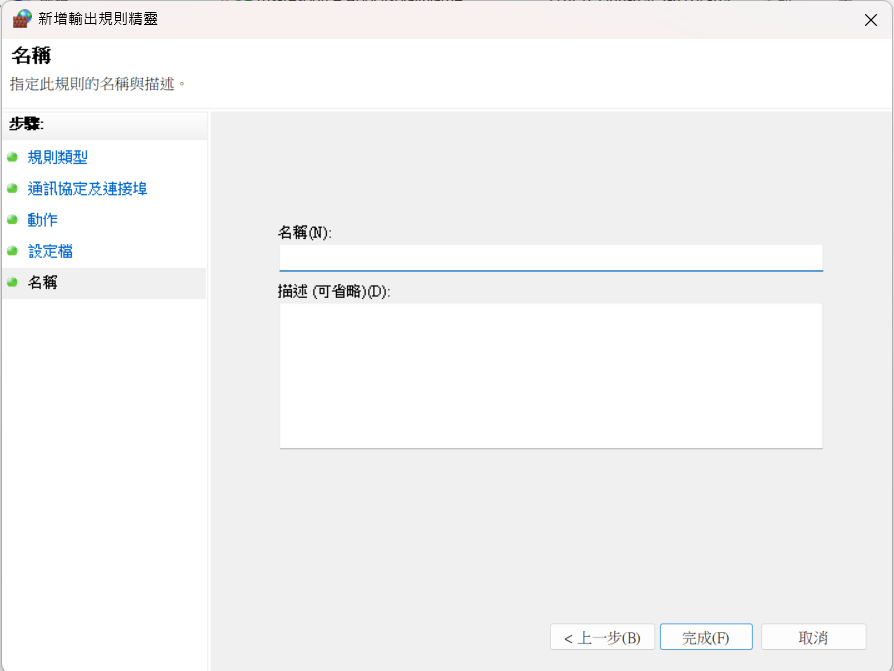 新增輸出規則精靈
名稱
指定此規則的名稱與描述。
步驟:
規則類型
通訊協定及連接埠
動作
設定檔
名稱
名稱(N):
描述 (可省略)(D):
< 上一步(B)
完成(F)
取消